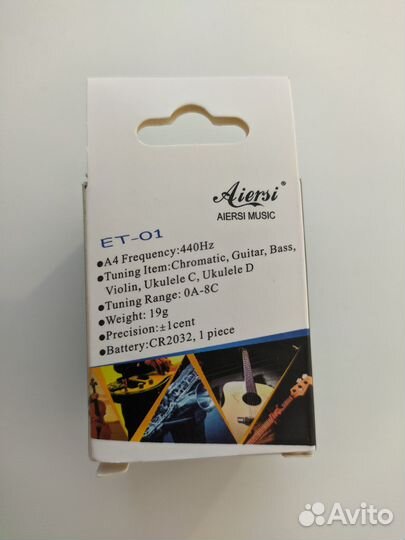 Aiersi®
AIERSI MUSIC
ET-01
●A4 Frequency:440Hz
●Tuning Item:Chromatic, Guitar, Bass,
Violin, Ukulele C, Ukulele D
●Tuning Range: 0A-8C
●Weight: 19g
●Precision:±1cent
●Battery:CR2032, 1 piece
Avito